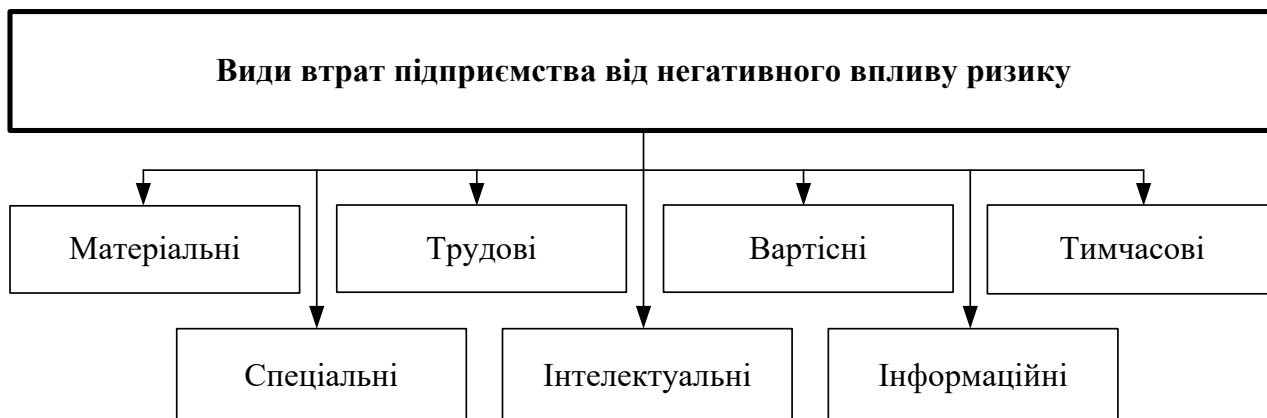 Види втрат підприємства від негативного впливу ризику
Матеріальні
Трудові
Вартісні
Тимчасові
Спеціальні
Інтелектуальні
Інформаційні